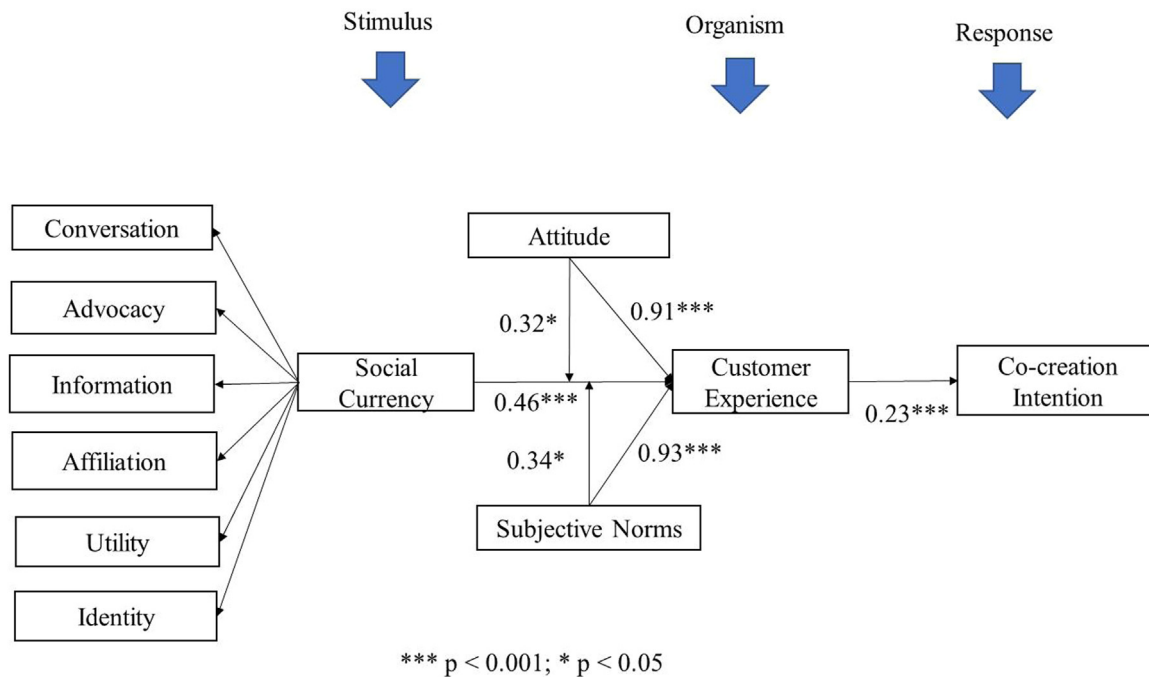 Stimulus
Organism
Response
Conversation
Advocacy
Information
Affiliation
Utility
Identity
Social
Currency
Attitude
0.32*
0.91***
0.46***
0.34*
0.93***
Subjective Norms
Customer
Experience
0.23***
Co-creation
Intention
*** p < 0.001; * p < 0.05